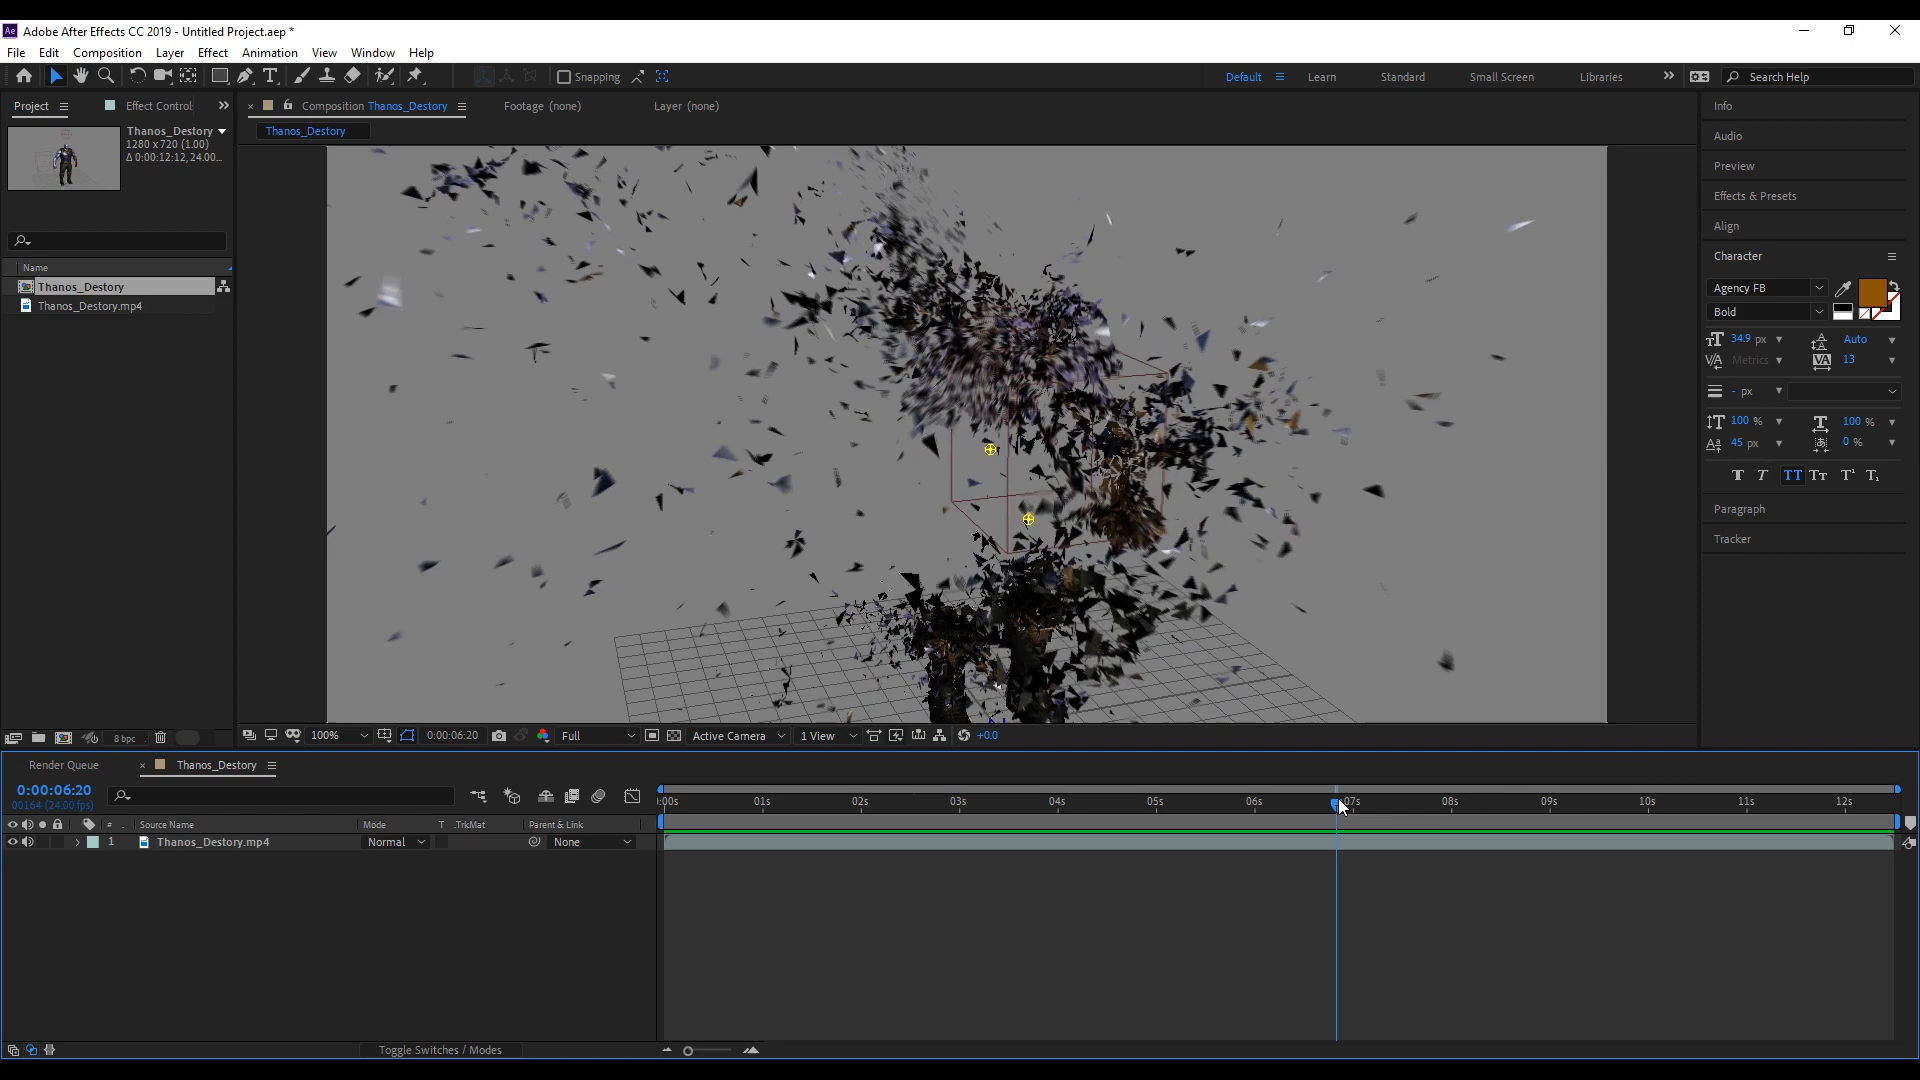 Ae Adobe After Effects CC 2019 - Untitled Project.aep *
File Edit Composition Layer Effect Animation View Window Help
T Snapping Default Learn Standard Small Screen Libraries Search Help
Project Effect Control Composition Thanos_Destory Footage (none) Layer (none)
Thanos_Destory
Thanos_Destory
1280 x 720 (1.00)
Δ 0:00:12:12, 24.00...
Name
Thanos_Destory
Thanos_Destory.mp4
Info
Audio
Preview
Effects & Presets
Align
Character
Agency FB
Bold
34.9 px Auto
Metrics 13
- px
100 % 100 %
45 px 0 %
T T TT Tt T¹ T₁
Paragraph
Tracker
8 bpc 100% 0:00:06:20 Full Active Camera 1 View +0.0
Render Queue Thanos_Destory
0:00:06:20
00164 (24.00 fps)
:00s 01s 02s 03s 04s 05s 06s 07s 08s 09s 10s 11s 12s
# Source Name Mode T .TrkMat Parent & Link
1 Thanos_Destory.mp4 Normal None
Toggle Switches / Modes